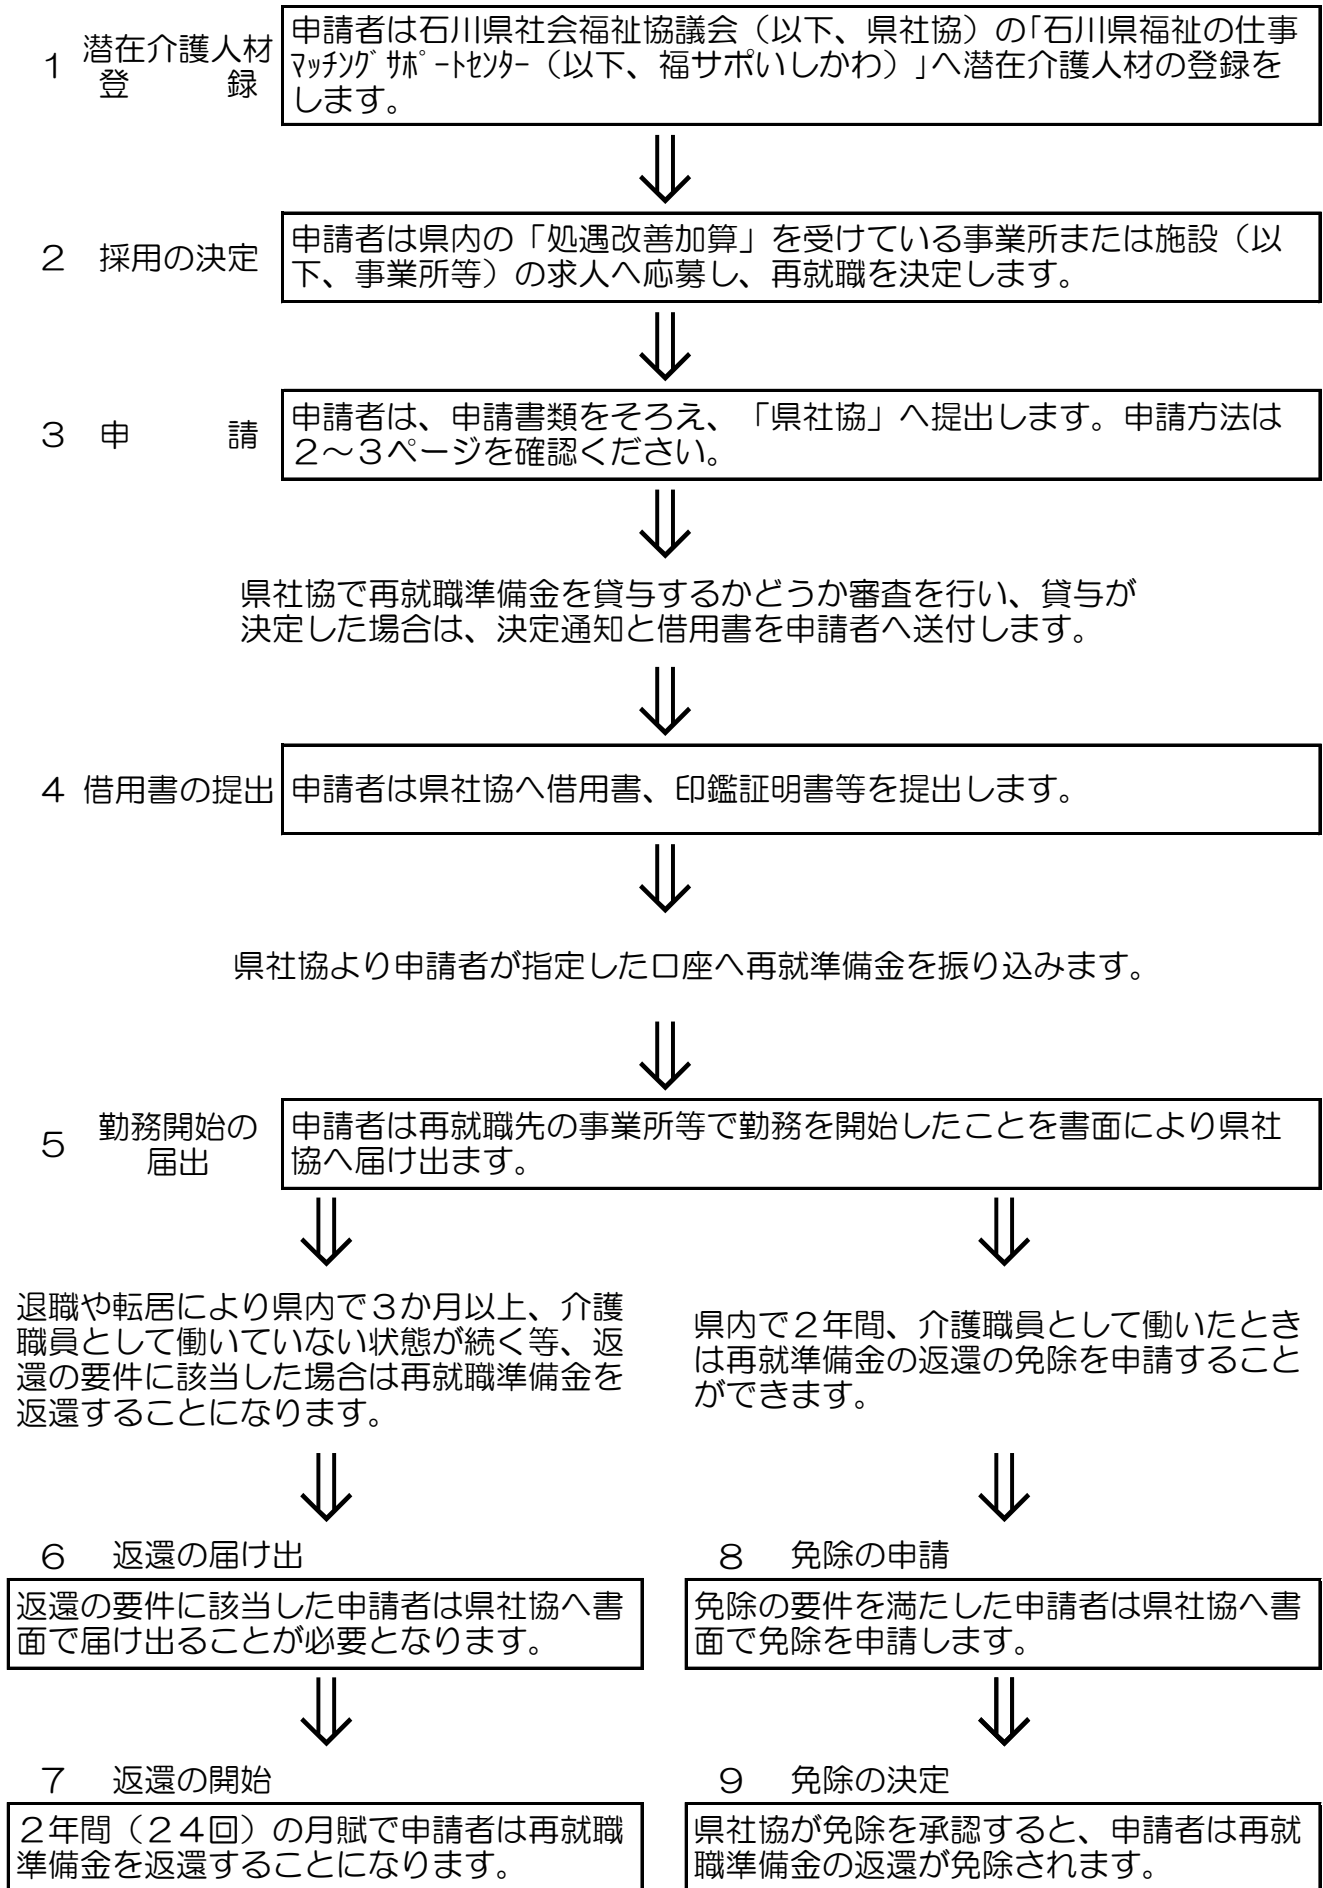 1 潜在介護人材
登　　録
申請者は石川県社会福祉協議会（以下、県社協）の「石川県福祉の仕事
ﾏｯﾁﾝｸﾞｻﾎﾟｰﾄｾﾝﾀｰ（以下、福サポいしかわ）」へ潜在介護人材の登録を
します。
２　採用の決定
申請者は県内の「処遇改善加算」を受けている事業所または施設（以
下、事業所等）の求人へ応募し、再就職を決定します。
３　申　　請
申請者は、申請書類をそろえ、「県社協」へ提出します。申請方法は
２～３ページを確認ください。
県社協で再就職準備金を貸与するかどうか審査を行い、貸与が
決定した場合は、決定通知と借用書を申請者へ送付します。
４ 借用書の提出
申請者は県社協へ借用書、印鑑証明書等を提出します。
県社協より申請者が指定した口座へ再就準備金を振り込みます。
５　勤務開始の
届出
申請者は再就職先の事業所等で勤務を開始したことを書面により県社
協へ届け出ます。
退職や転居により県内で３か月以上、介護
職員として働いていない状態が続く等、返
還の要件に該当した場合は再就職準備金を
返還することになります。
県内で２年間、介護職員として働いたとき
は再就準備金の返還の免除を申請すること
ができます。
６　返還の届け出
返還の要件に該当した申請者は県社協へ書
面で届け出ることが必要となります。
８　免除の申請
免除の要件を満たした申請者は県社協へ書
面で免除を申請します。
７　返還の開始
２年間（２４回）の月賦で申請者は再就職
準備金を返還することになります。
９　免除の決定
県社協が免除を承認すると、申請者は再就
職準備金の返還が免除されます。